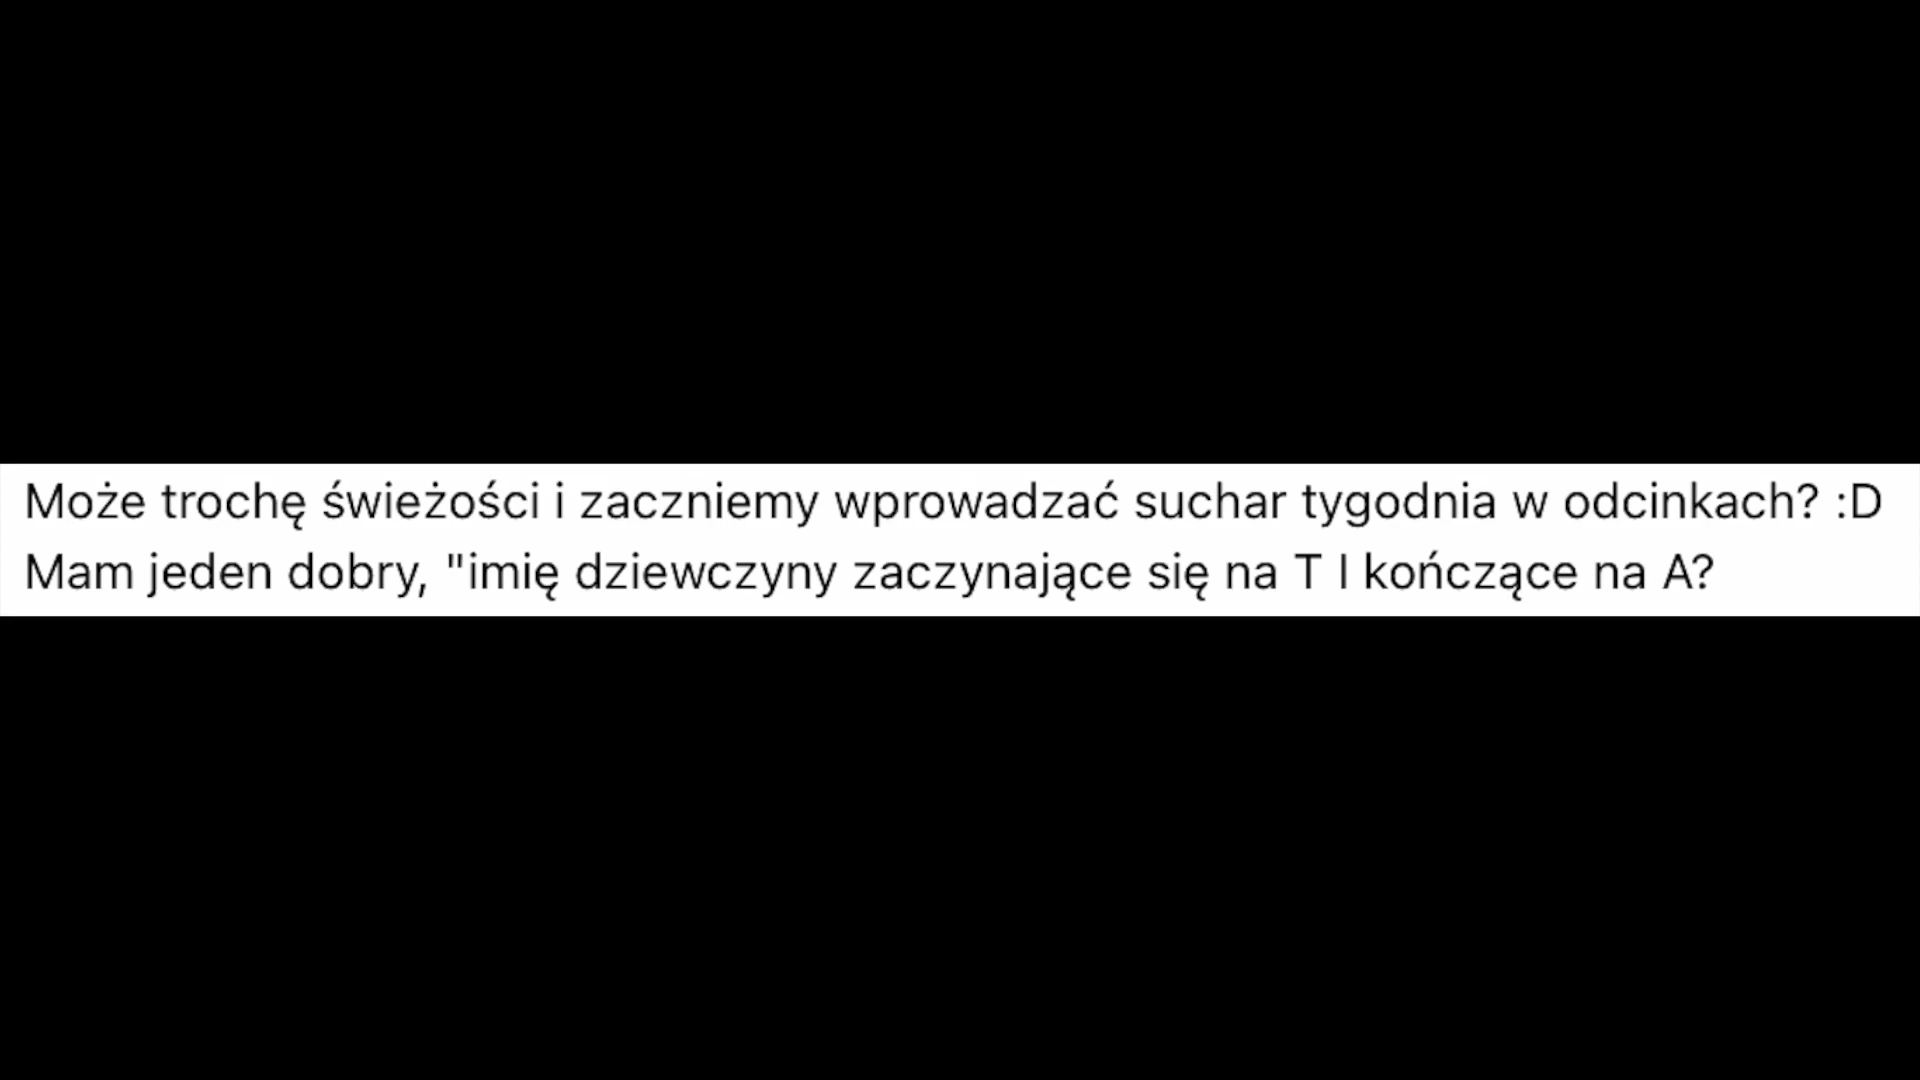 Może trochę świeżości i zaczniemy wprowadzać suchar tygodnia w odcinkach? :D
Mam jeden dobry, "imię dziewczyny zaczynające się na T I kończące na A?